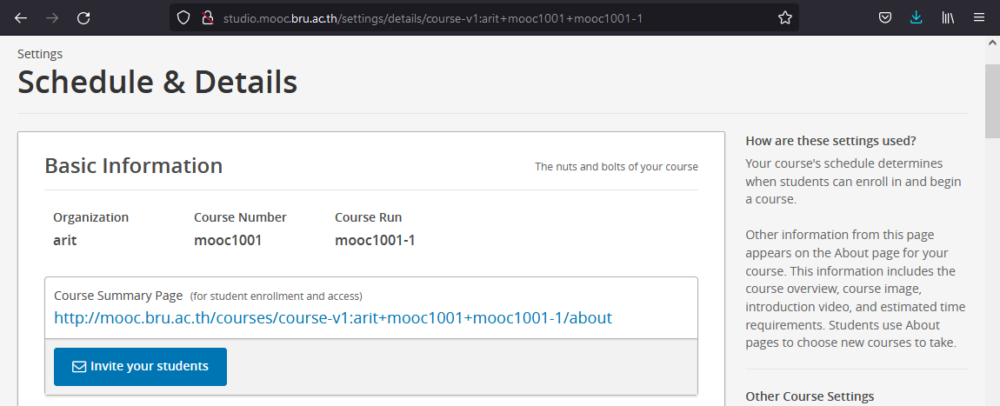 studio.mooc.bru.ac.th/settings/details/course-v1:arit+mooc1001+mooc1001-1
Settings
Schedule & Details
Basic Information
The nuts and bolts of your course
Organization
arit
Course Number
mooc1001
Course Run
mooc1001-1
Course Summary Page (for student enrollment and access)
http://mooc.bru.ac.th/courses/course-v1:arit+mooc1001+mooc1001-1/about
Invite your students
How are these settings used?
Your course's schedule determines
when students can enroll in and begin
a course.
Other information from this page
appears on the About page for your
course. This information includes the
course overview, course image,
introduction video, and estimated time
requirements. Students use About
pages to choose new courses to take.
Other Course Settings